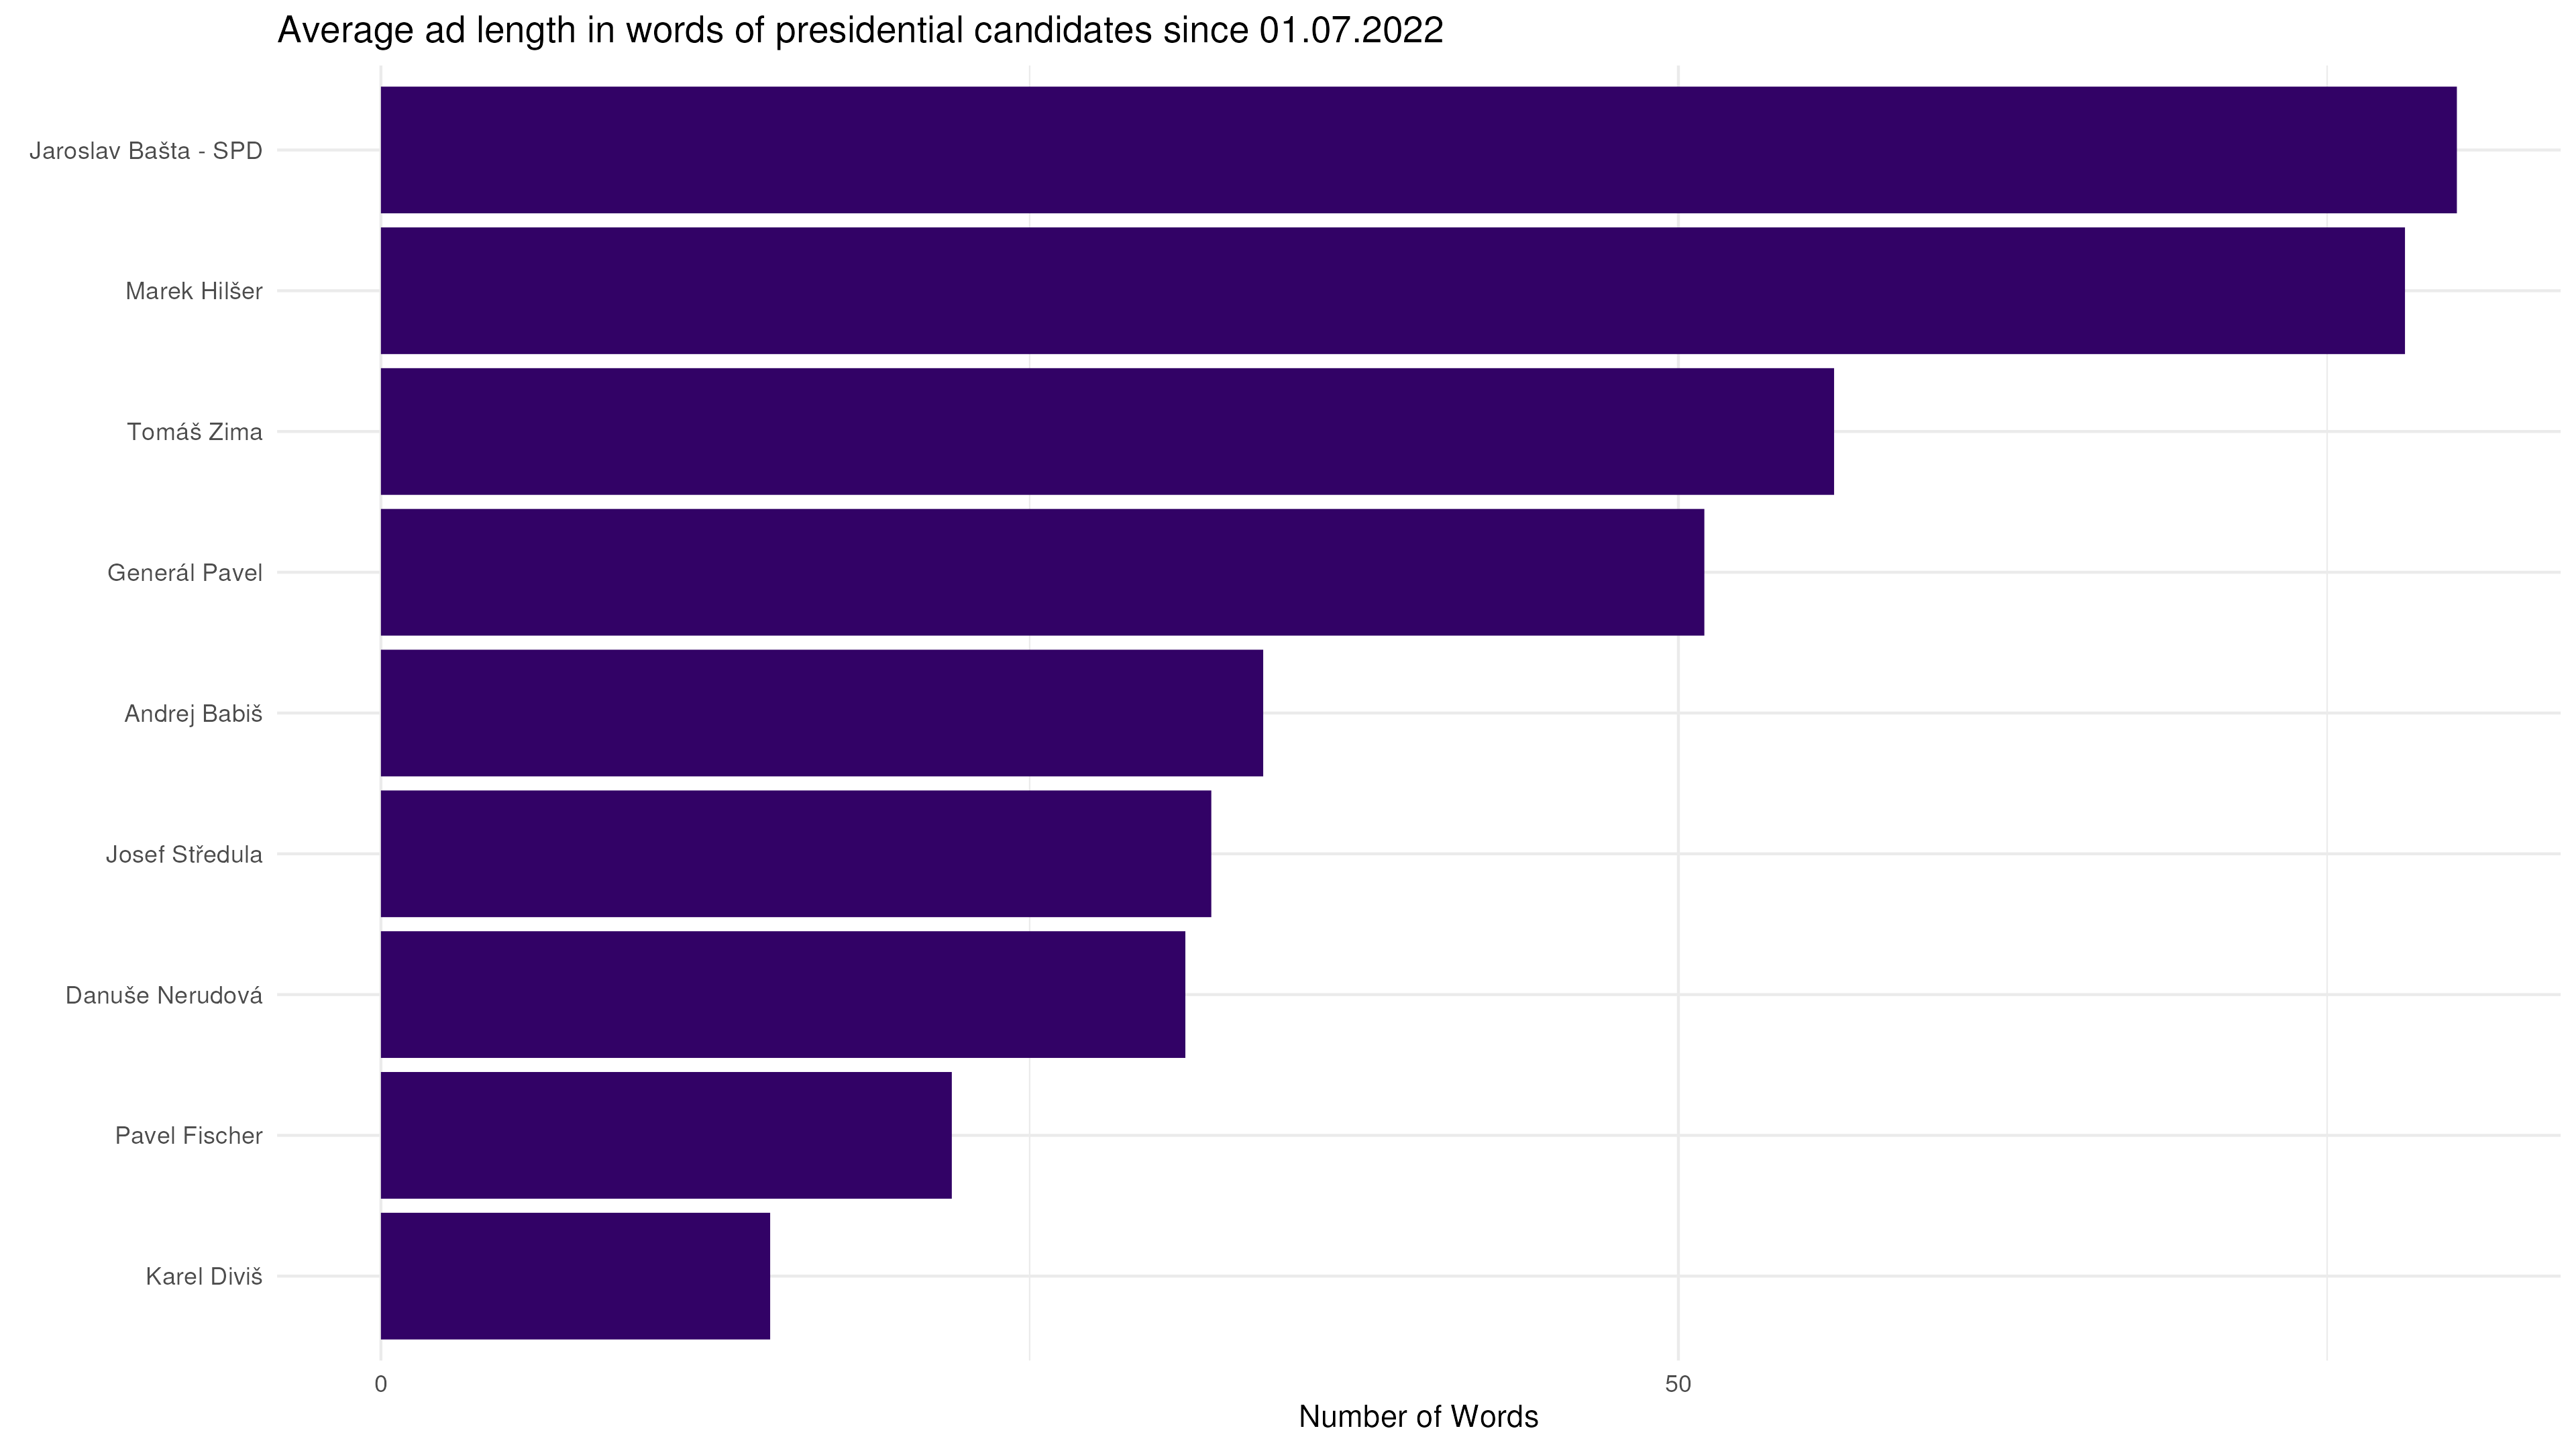 Average ad length in words of presidential candidates since 01.07.2022
Jaroslav Bašta - SPD
Marek Hilšer
Tomáš Zima
Generál Pavel
Andrej Babiš
Josef Středula
Danuše Nerudová
Pavel Fischer
Karel Diviš
0
50
Number of Words